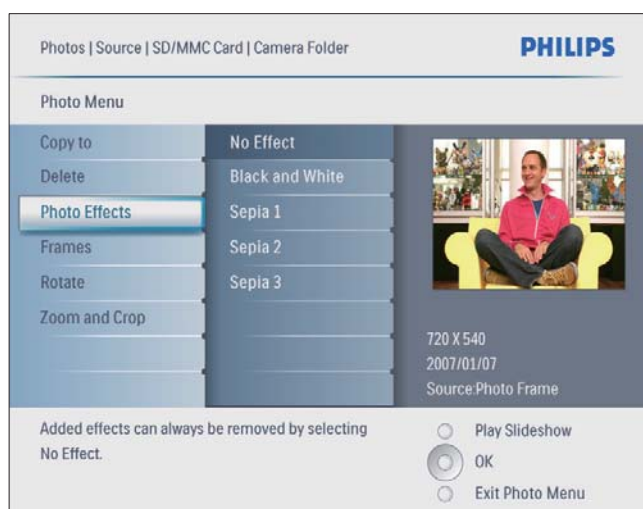 Photos | Source | SD/MMC Card | Camera Folder
PHILIPS
Photo Menu
Copy to
Delete
Photo Effects
Frames
Rotate
Zoom and Crop
No Effect
Black and White
Sepia 1
Sepia 2
Sepia 3
720 X 540
2007/01/07
Source:Photo Frame
Added effects can always be removed by selecting
No Effect.
Play Slideshow
OK
Exit Photo Menu